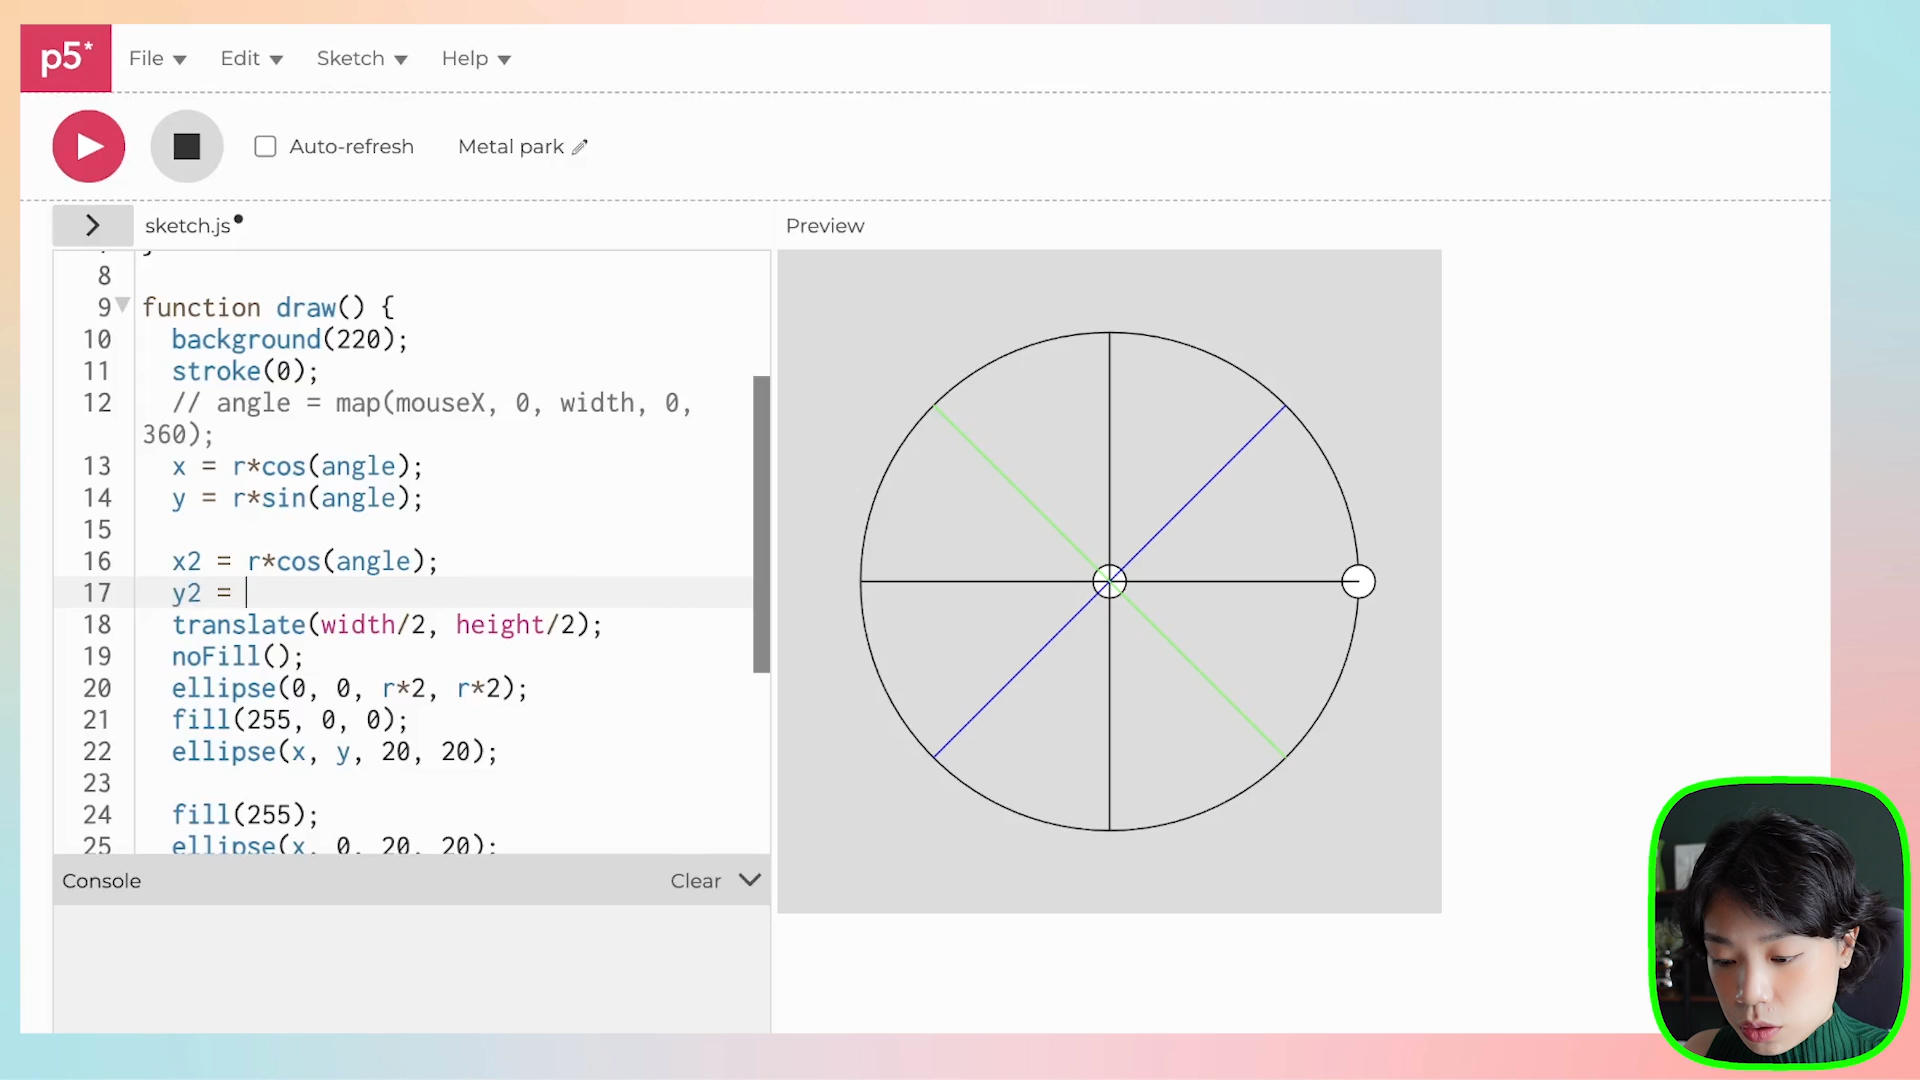 p5*
File Edit Sketch Help
Auto-refresh Metal park
sketch.js
Preview
8
9 function draw() {
10 background(220);
11 stroke(0);
12 // angle = map(mouseX, 0, width, 0,
360);
13 x = r*cos(angle);
14 y = r*sin(angle);
15
16 x2 = r*cos(angle);
17 y2 =
18 translate(width/2, height/2);
19 noFill();
20 ellipse(0, 0, r*2, r*2);
21 fill(255, 0, 0);
22 ellipse(x, y, 20, 20);
23
24 fill(255);
25 ellipse(x, 0, 20, 20);
Console Clear